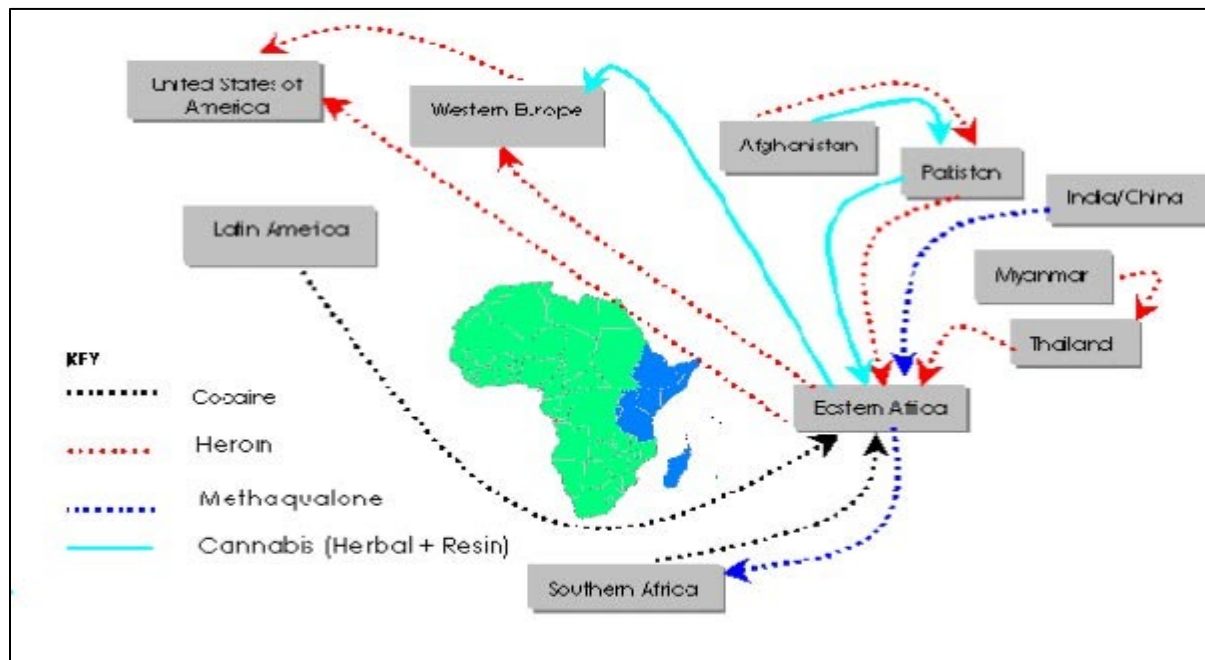 United States of
America
Western Europe
Afghanistan
Pakistan
India/China
Latin America
Myanmar
Thailand
KEY
Cocaine
Eastern Africa
Heroin
Methaqualone
Cannabis (Herbal + Resin)
Southern Africa